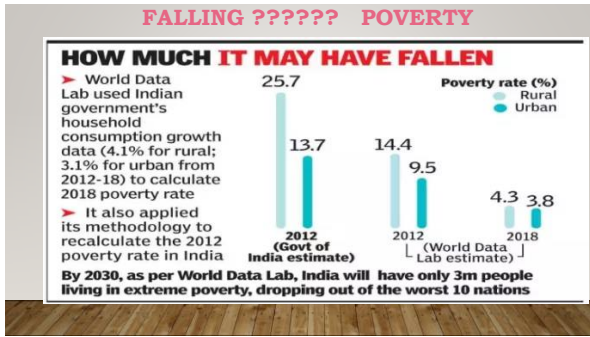 FALLING ?????? POVERTY
HOW MUCH IT MAY HAVE FALLEN
➤ World Data
Lab used Indian
government's
household
consumption growth
data (4.1% for rural;
3.1% for urban from
2012-18) to calculate
2018 poverty rate
➤ It also applied
its methodology to
recalculate the 2012
poverty rate in India
Poverty rate (%)
Rural
Urban
25.7
13.7
14.4
9.5
4.3 3.8
2012
(Govt of
India estimate)
2012
2018
(World Data
Lab estimate)
By 2030, as per World Data Lab, India will have only 3m people
living in extreme poverty, dropping out of the worst 10 nations